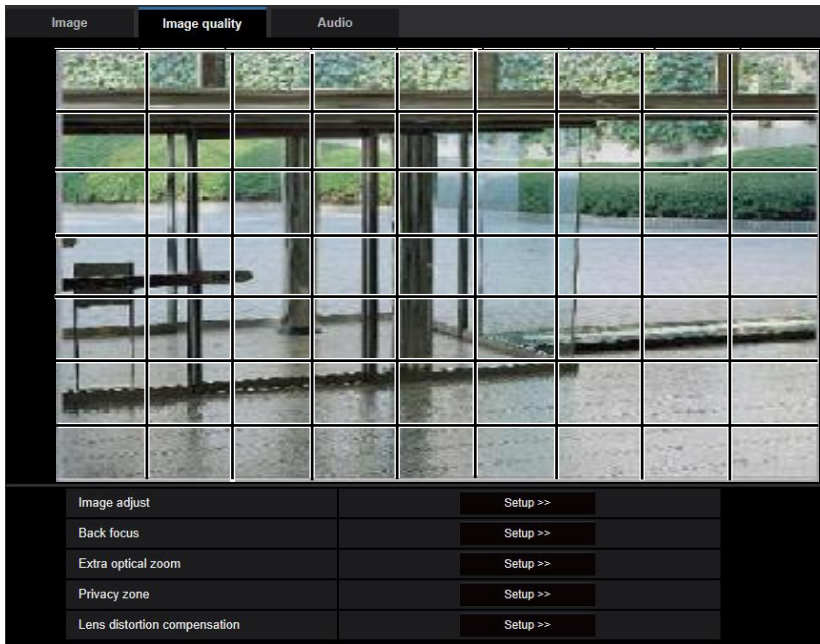 Image Image quality Audio
Image adjust Setup >>
Back focus Setup >>
Extra optical zoom Setup >>
Privacy zone Setup >>
Lens distortion compensation Setup >>